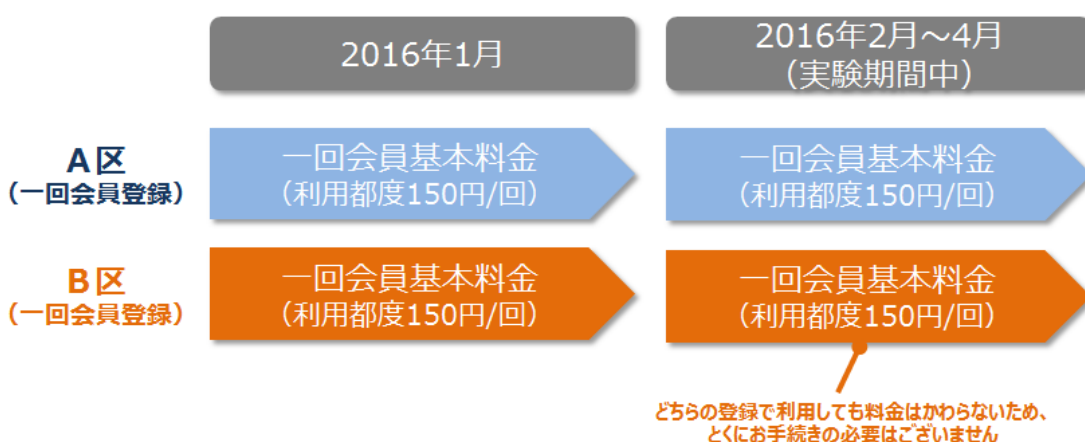 2016年1月
2016年2月～4月
（実験期間中）
A区
（一回会員登録）
一回会員基本料金
（利用都度150円/回）
一回会員基本料金
（利用都度150円/回）
B区
（一回会員登録）
一回会員基本料金
（利用都度150円/回）
一回会員基本料金
（利用都度150円/回）
どちらの登録で利用しても料金はかわらないため、
とくにお手続きの必要はございません